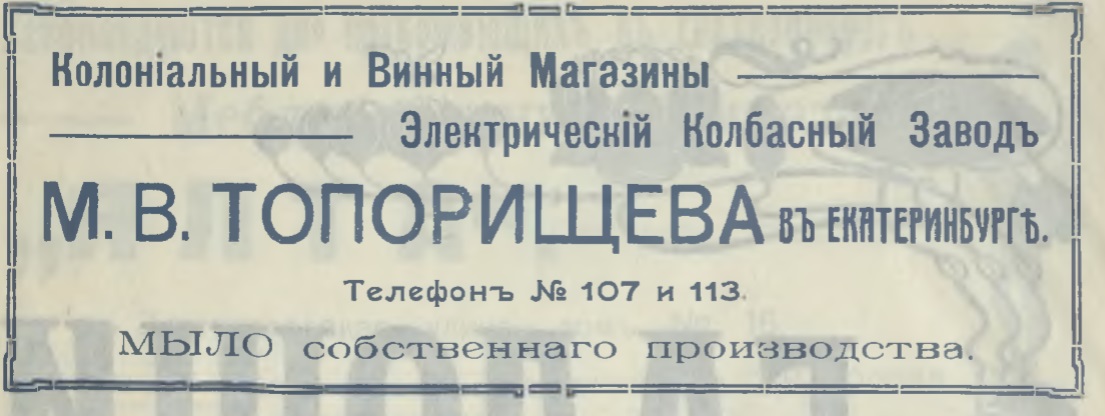 Колоніальный и Винный Магазины
Электрическій Колбасный Заводъ
М. В. ТОПОРИЩЕВА ВЪ ЕКАТЕРИНБУРГѢ.
Телефонъ № 107 и 113.
МЫЛО собственнаго производства.